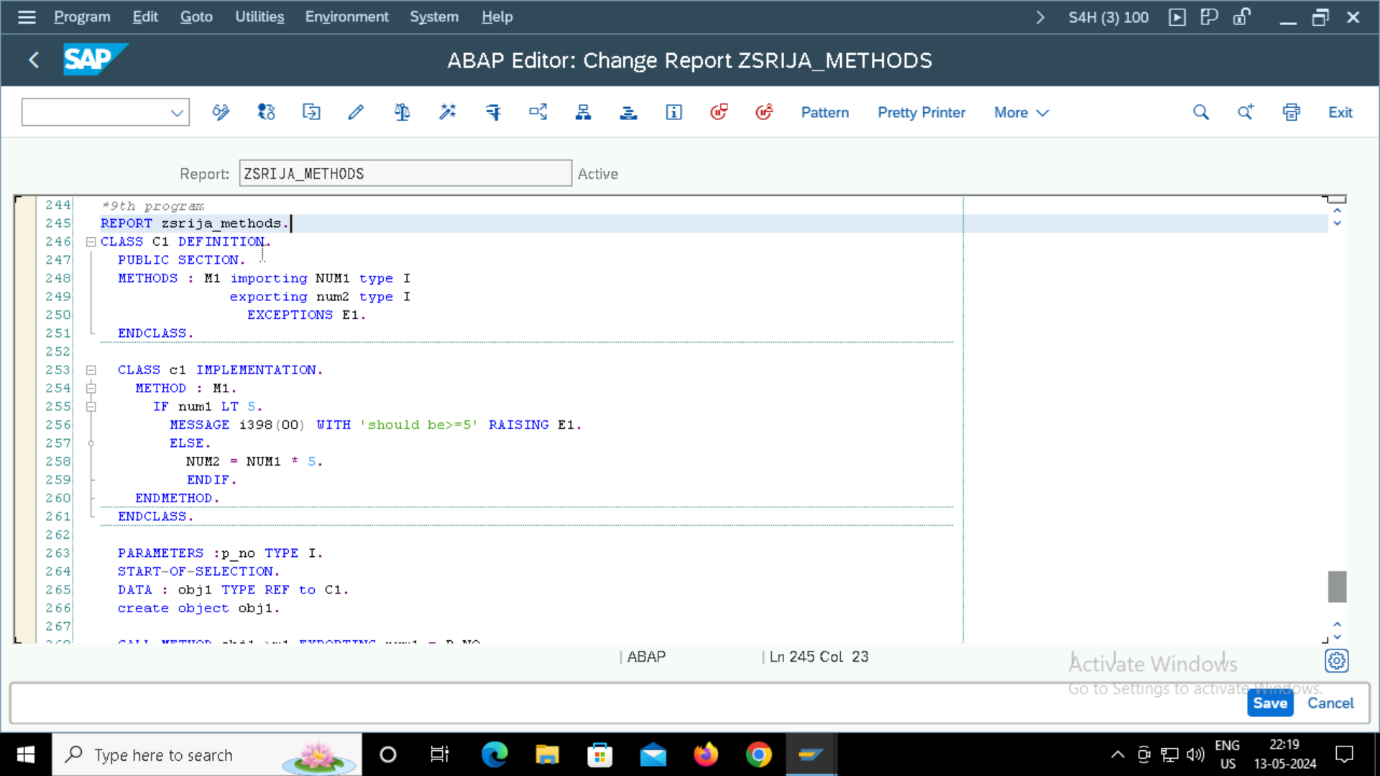 Program Edit Goto Utilities Environment System Help S4H (3) 100
SAP ABAP Editor: Change Report ZSRIJA_METHODS
Pattern Pretty Printer More Exit
Report: ZSRIJA_METHODS Active
244 *9th program
245 REPORT zsrija_methods.
246 CLASS C1 DEFINITION.
247 PUBLIC SECTION.
248 METHODS : M1 importing NUM1 type I
249 exporting num2 type I
250 EXCEPTIONS E1.
251 ENDCLASS.
252
253 CLASS c1 IMPLEMENTATION.
254 METHOD : M1.
255 IF num1 LT 5.
256 MESSAGE i398(00) WITH 'should be>=5' RAISING E1.
257 ELSE.
258 NUM2 = NUM1 * 5.
259 ENDIF.
260 ENDMETHOD.
261 ENDCLASS.
262
263 PARAMETERS :p_no TYPE I.
264 START-OF-SELECTION.
265 DATA : obj1 TYPE REF to C1.
266 create object obj1.
267
ABAP Ln 245 Col 23
Activate Windows
Go to Settings to activate Windows.
Save Cancel
Type here to search
ENG 22:19
US 13-05-2024